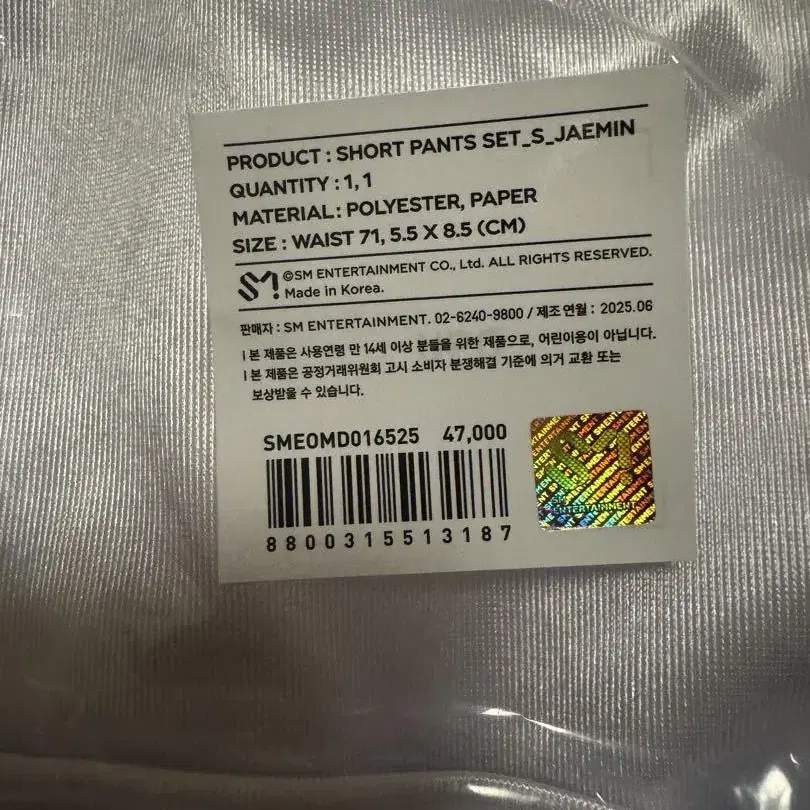 PRODUCT : SHORT PANTS SET_S_JAEMIN
QUANTITY : 1, 1
MATERIAL : POLYESTER, PAPER
SIZE : WAIST 71, 5.5 X 8.5 (CM)
SM! ©SM ENTERTAINMENT CO., Ltd. ALL RIGHTS RESERVED.
Made in Korea.
판매자 : SM ENTERTAINMENT. 02-6240-9800 / 제조연월 : 2025.06
I 본 제품은 사용연령 만 14세 이상 분들을 위한 제품으로, 어린이용이 아닙니다.
I 본 제품은 공정거래위원회 고시 소비자 분쟁해결 기준에 의거 교환 또는
보상받을 수 있습니다.
SMEOMD016525 47,000
8800315513187
SM
ENTERTAINMENT